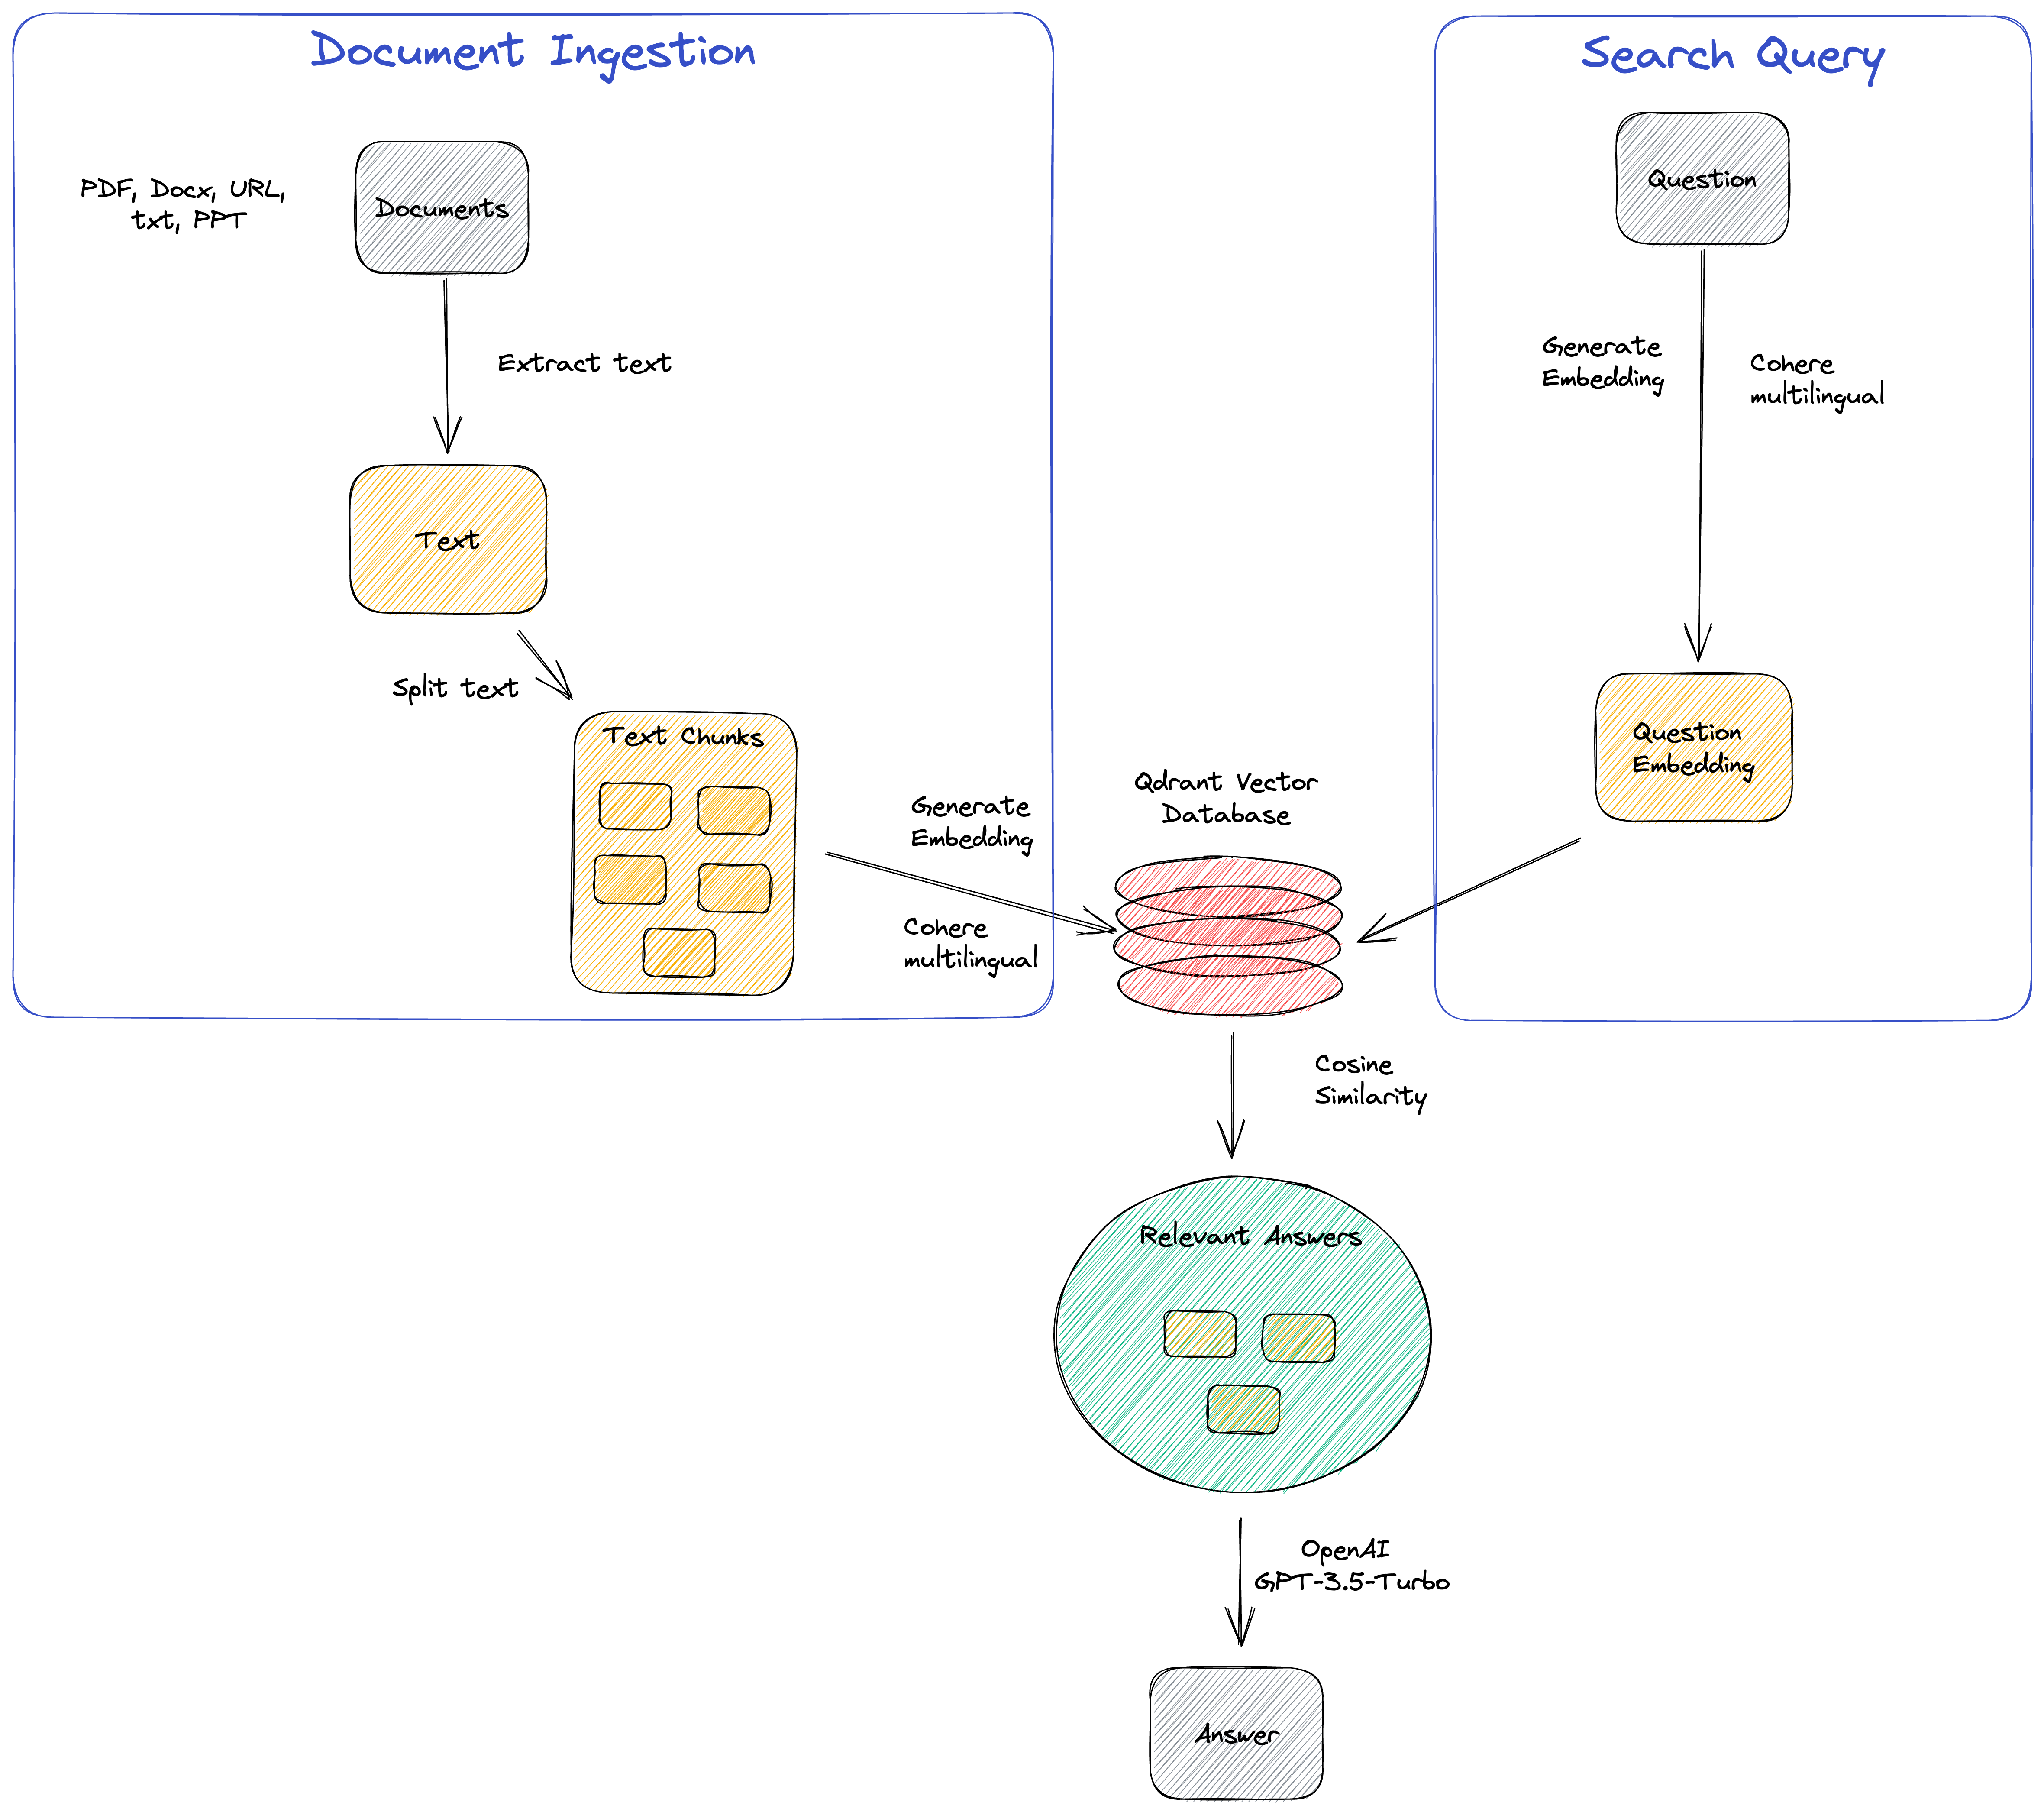 Document Ingestion
PDF, Docx, URL,
txt, PPT
Documents
Extract text
Text
Split text
Text Chunks
Generate
Embedding
Cohere
multilingual
Search Query
Question
Generate
Embedding
Cohere
multilingual
Question
Embedding
Qdrant Vector
Database
Cosine
Similarity
Relevant Answers
OpenAI
GPT-3.5-Turbo
Answer